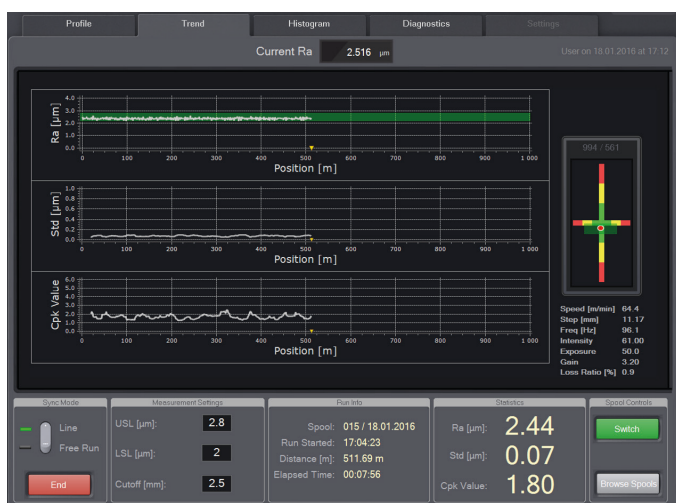 Profile Trend Histogram Diagnostics Settings
Current Ra 2.516 µm User on 18.01.2016 at 17:12
Ra [µm]
4.0
3.0
2.0
1.0
0.0
0 100 200 300 400 500 600 700 800 900 1 000
Position [m]
Std [µm]
1.0
0.8
0.6
0.4
0.2
0.0
0 100 200 300 400 500 600 700 800 900 1 000
Position [m]
Cpk Value
6.0
5.0
4.0
3.0
2.0
1.0
0.0
0 100 200 300 400 500 600 700 800 900 1 000
Position [m]
994 / 561
Speed [m/min] 64.4
Step [mm] 11.17
Freq [Hz] 96.1
Intensity 61.00
Exposure 50.0
Gain 3.20
Loss Ratio [%] 0.9
Sync Mode
Line
Free Run
End
Measurement Settings
USL [µm]: 2.8
LSL [µm]: 2
Cutoff [mm]: 2.5
Run Info
Spool: 015 / 18.01.2016
Run Started: 17:04:23
Distance [m]: 511.69 m
Elapsed Time: 00:07:56
Statistics
Ra [µm]: 2.44
Std [µm]: 0.07
Cpk Value: 1.80
Spool Controls
Switch
Browse Spools